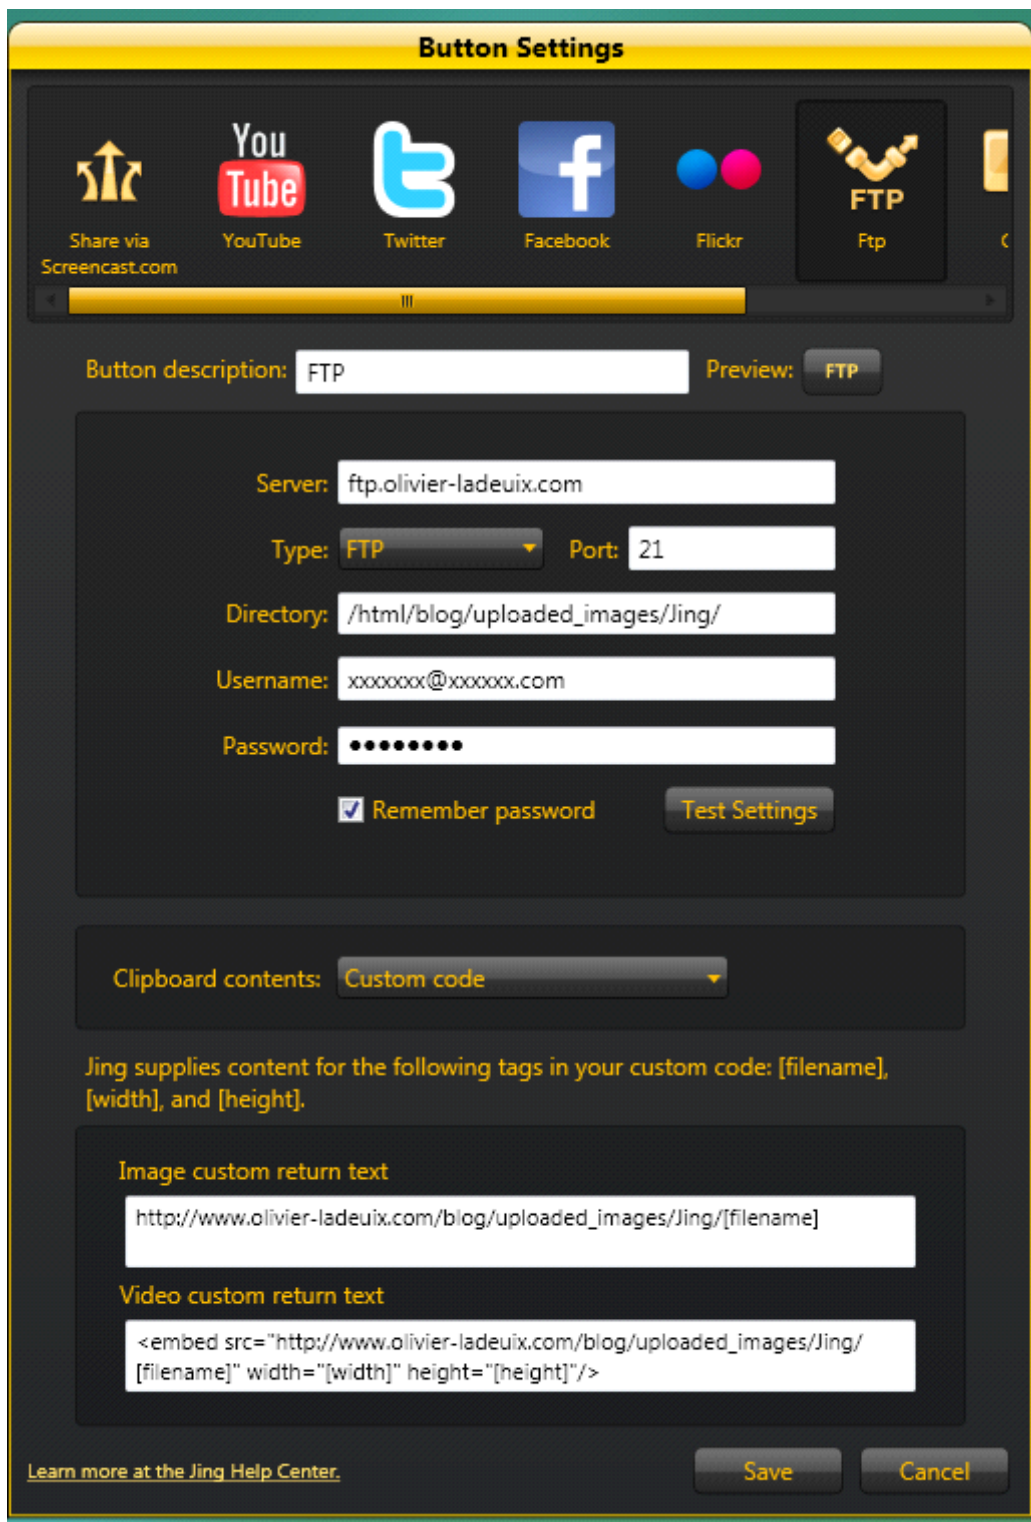 Button Settings
You
Tube
FTP
Share via
Screencast.com
YouTube
Twitter
Facebook
Flickr
Ftp
Button description: FTP Preview: FTP
Server: ftp.olivier-ladeuix.com
Type: FTP Port: 21
Directory: /html/blog/uploaded_images/Jing/
Username: xxxxxxx@xxxxxx.com
Password: ●●●●●●●●
Remember password Test Settings
Clipboard contents: Custom code
Jing supplies content for the following tags in your custom code: [filename],
[width], and [height].
Image custom return text
http://www.olivier-ladeuix.com/blog/uploaded_images/Jing/[filename]
Video custom return text
<embed src="http://www.olivier-ladeuix.com/blog/uploaded_images/Jing/
[filename]" width="[width]" height="[height]"/>
Learn more at the Jing Help Center. Save Cancel